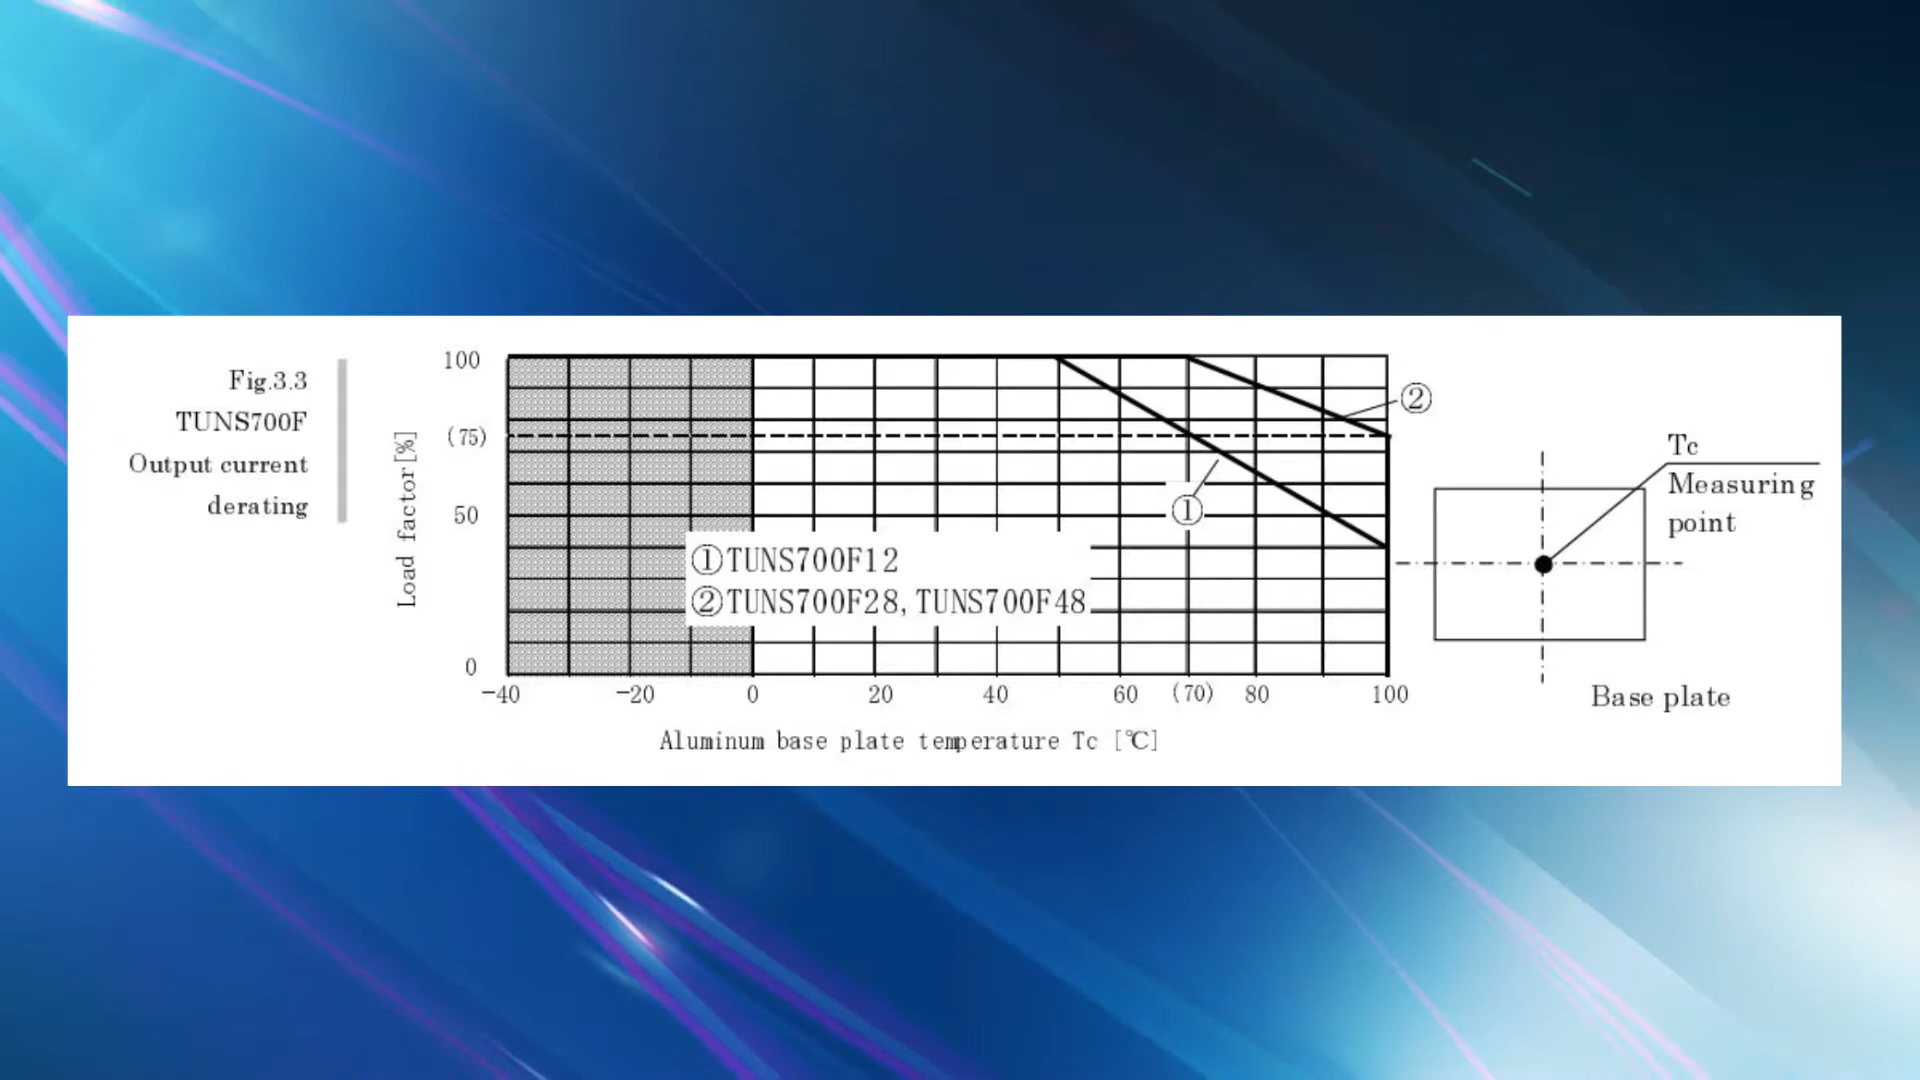 Fig.3.3
TUNS700F
Output current
derating
Load factor[%]
100
(75)
50
0
①
②
①TUNS700F12
②TUNS700F28, TUNS700F48
-40 -20 0 20 40 60 (70) 80 100
Aluminum base plate temperature Tc [℃]
Tc
Measuring
point
Base plate